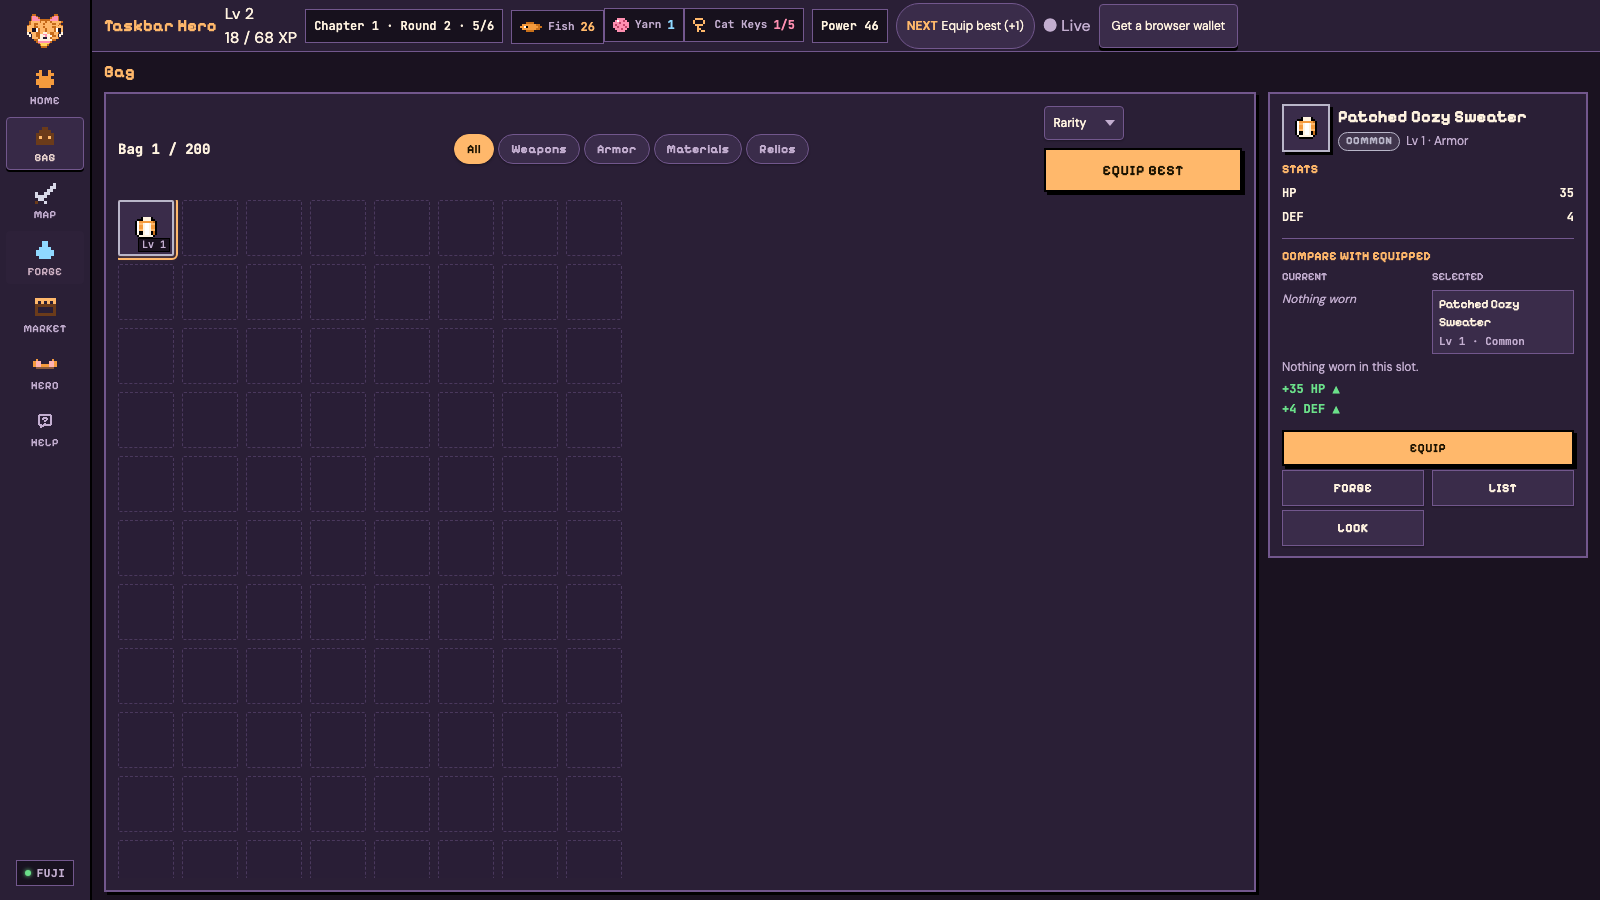 Taskbar Hero
Lv 2
18 / 68 XP
Chapter 1 · Round 2 · 5/6
Fish 26
Yarn 1
Cat Keys 1/5
Power 46
NEXT Equip best (+1)
Live
Get a browser wallet
HOME
BAG
MAP
FORGE
MARKET
HERO
HELP
FUJI
Bag
Bag 1 / 200
All
Weapons
Armor
Materials
Relics
Rarity
EQUIP BEST
Lv 1
Patched Cozy Sweater
COMMON
Lv 1 · Armor
STATS
HP 35
DEF 4
COMPARE WITH EQUIPPED
CURRENT
SELECTED
Nothing worn
Patched Cozy
Sweater
Lv 1 · Common
Nothing worn in this slot.
+35 HP ▲
+4 DEF ▲
EQUIP
FORGE
LIST
LOOK